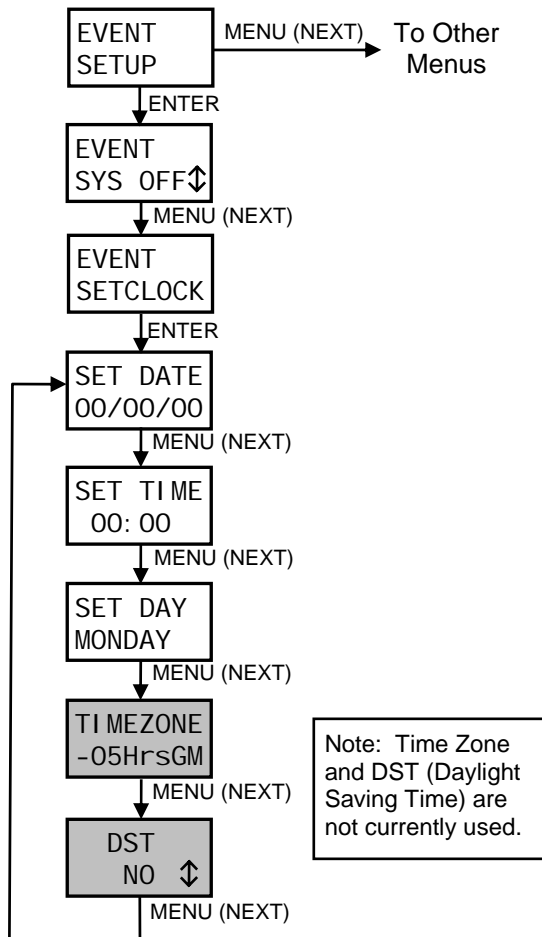 EVENT
SETUP
MENU (NEXT)
To Other
Menus
ENTER
EVENT
SYS OFF↕
MENU (NEXT)
EVENT
SETCLOCK
ENTER
SET DATE
00/00/00
MENU (NEXT)
SET TIME
00:00
MENU (NEXT)
SET DAY
MONDAY
MENU (NEXT)
TIMEZONE
-05HrsGM
MENU (NEXT)
Note: Time Zone
and DST (Daylight
Saving Time) are
not currently used.
DST
NO ↕
MENU (NEXT)